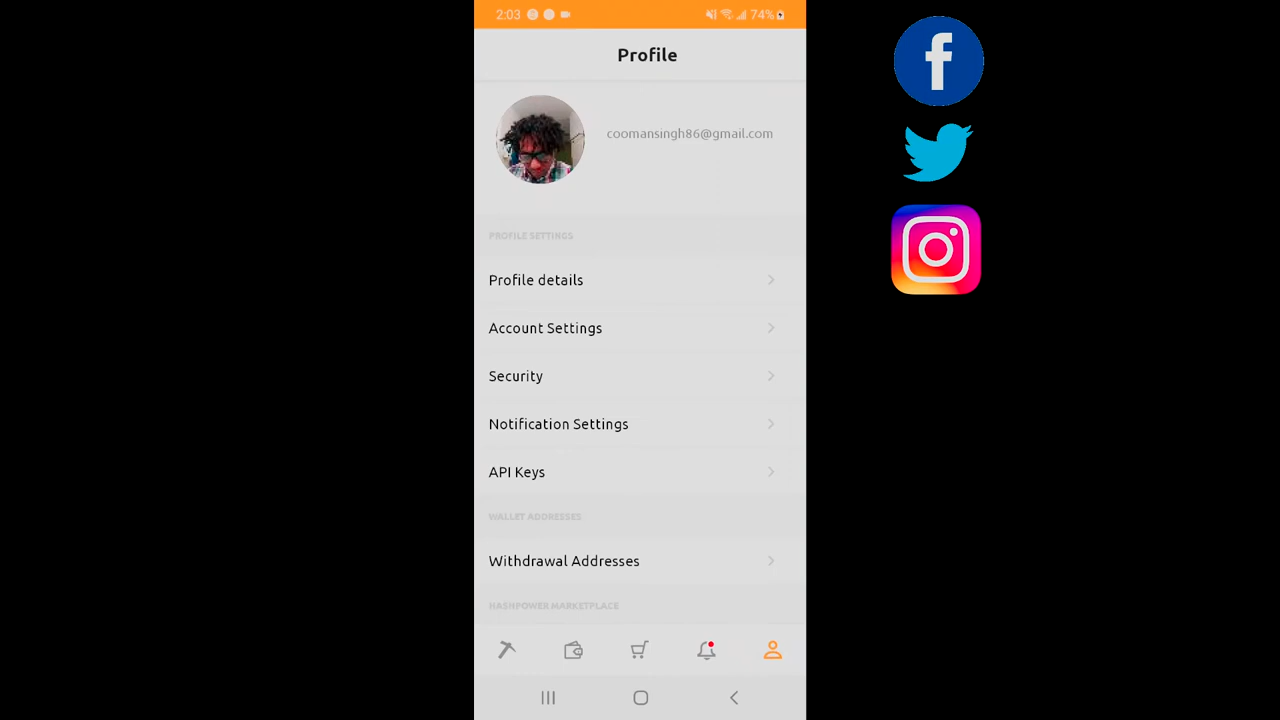 2:03
74%
Profile
coomansingh86@gmail.com
PROFILE SETTINGS
Profile details
Account Settings
Security
Notification Settings
API Keys
WALLET ADDRESSES
Withdrawal Addresses
HASHPOWER MARKETPLACE